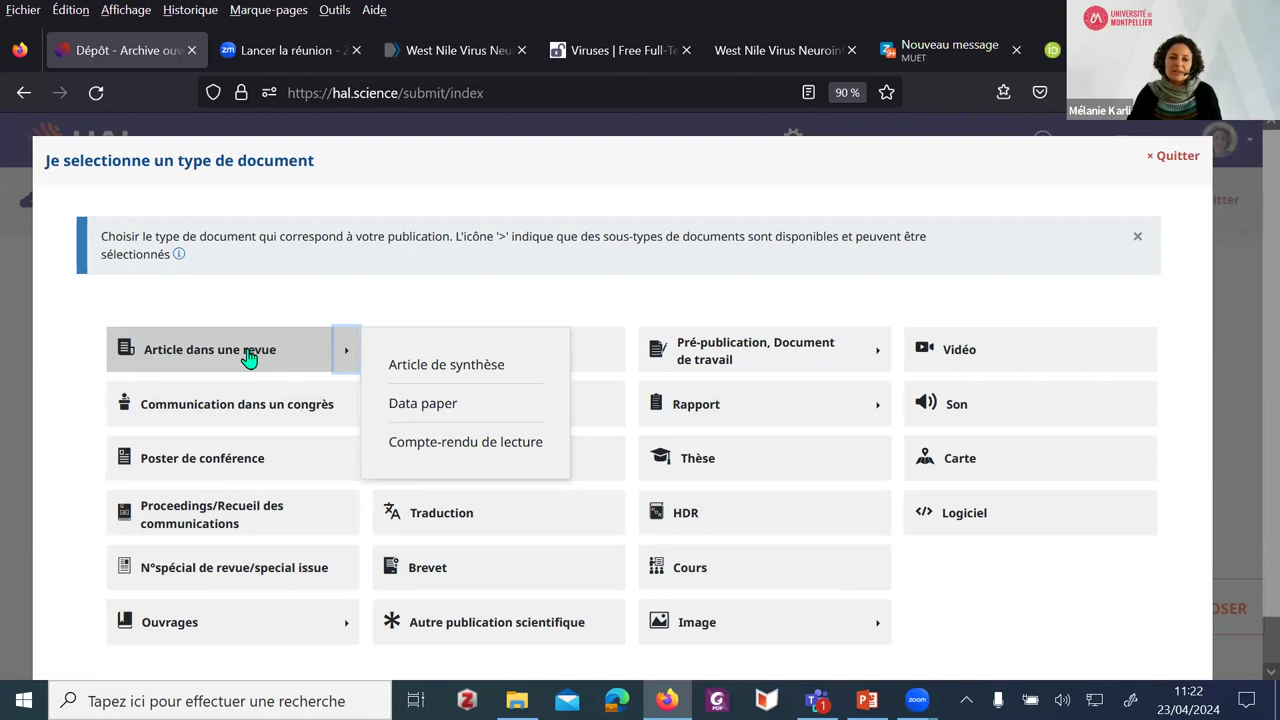 Fichier Édition Affichage Historique Marque-pages Outils Aide
UNIVERSITÉ DE
MONTPELLIER
Dépôt - Archive ouv
Lancer la réunion - Z
West Nile Virus Neu
Viruses | Free Full-Te
West Nile Virus Neuroinf
Nouveau message
MUET
https://hal.science/submit/index
90 %
Mélanie Karli
Je selectionne un type de document
× Quitter
Choisir le type de document qui correspond à votre publication. L'icône '>' indique que des sous-types de documents sont disponibles et peuvent être
sélectionnés
Article dans une revue
Article de synthèse
Data paper
Compte-rendu de lecture
Pré-publication, Document
de travail
Vidéo
Communication dans un congrès
Rapport
Son
Poster de conférence
Thèse
Carte
Proceedings/Recueil des
communications
Traduction
HDR
Logiciel
N°spécial de revue/special issue
Brevet
Cours
Ouvrages
Autre publication scientifique
Image
OSER
Tapez ici pour effectuer une recherche
11:22
23/04/2024